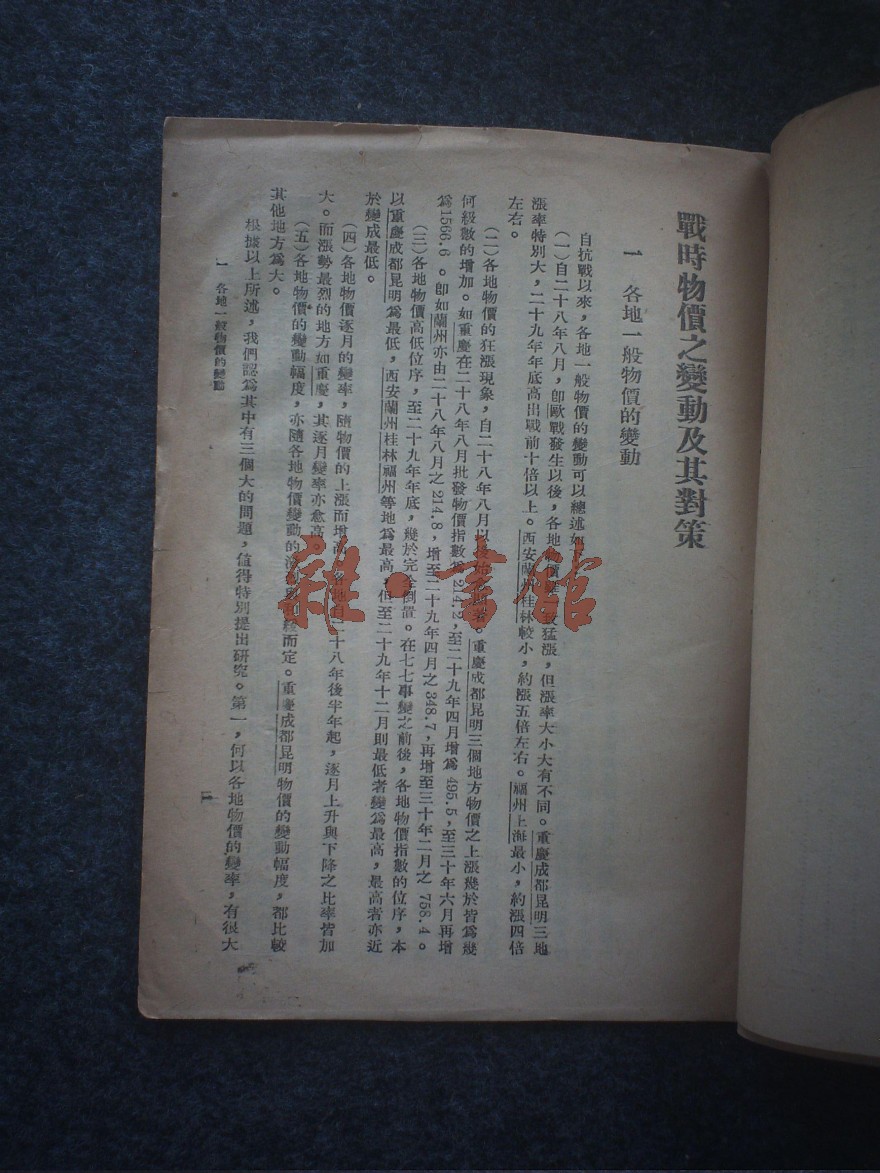 戰時物價之變動及其對策
一 各地一般物價的變動
自抗戰以來，各地一般物價的變動可以總述如
（一）自二十八年八月，卽歐戰發生以後，各地物價猛漲，但漲率大小大有不同。重慶成都昆明三地
漲率特別大，二十九年年底高出戰前十倍以上。西安蘭州桂林較小，約漲五倍左右。福州上海最小，約漲四倍
左右。
（二）各地物價的狂漲現象，自二十八年八月以。重慶成都昆明三個地方物價之上漲幾於皆爲幾
何級數的增加。如重慶在二十八年八月批發物價指數爲214.2，至二十九年四月增爲495.5，至三十年六月再增
爲1566.6。卽如蘭州亦由二十八年八月之214.8，增至二十九年四月之348.7，再增至三十年二月之758.4。
（三）各地物價高低位序，至二十九年年底，幾於完全倒置。在七七事變之前後，各地物價指數的位序，本
以重慶成都昆明爲最低，西安蘭州桂林福州等地爲最高，但至二十九年十二月則最低者變爲最高，最高者亦近
於變成最低。
（四）各地物價逐月的變率，隨物價的上漲而增高。各地自二十八年後半年起，逐月上升與下降之比率皆加
大。而漲勢最烈的地方如重慶，其逐月變率亦愈高
（五）各地物價的變動幅度，亦隨各地物價變動的而定。重慶成都昆明物價的變動幅度，都比較
其他地方爲大。
根據以上所述，我們認爲其中有三個大的問題，値得特別提出研究。第一，何以各地物價的變率，有很大
一 各地一般物價的變動
一
雜·書館